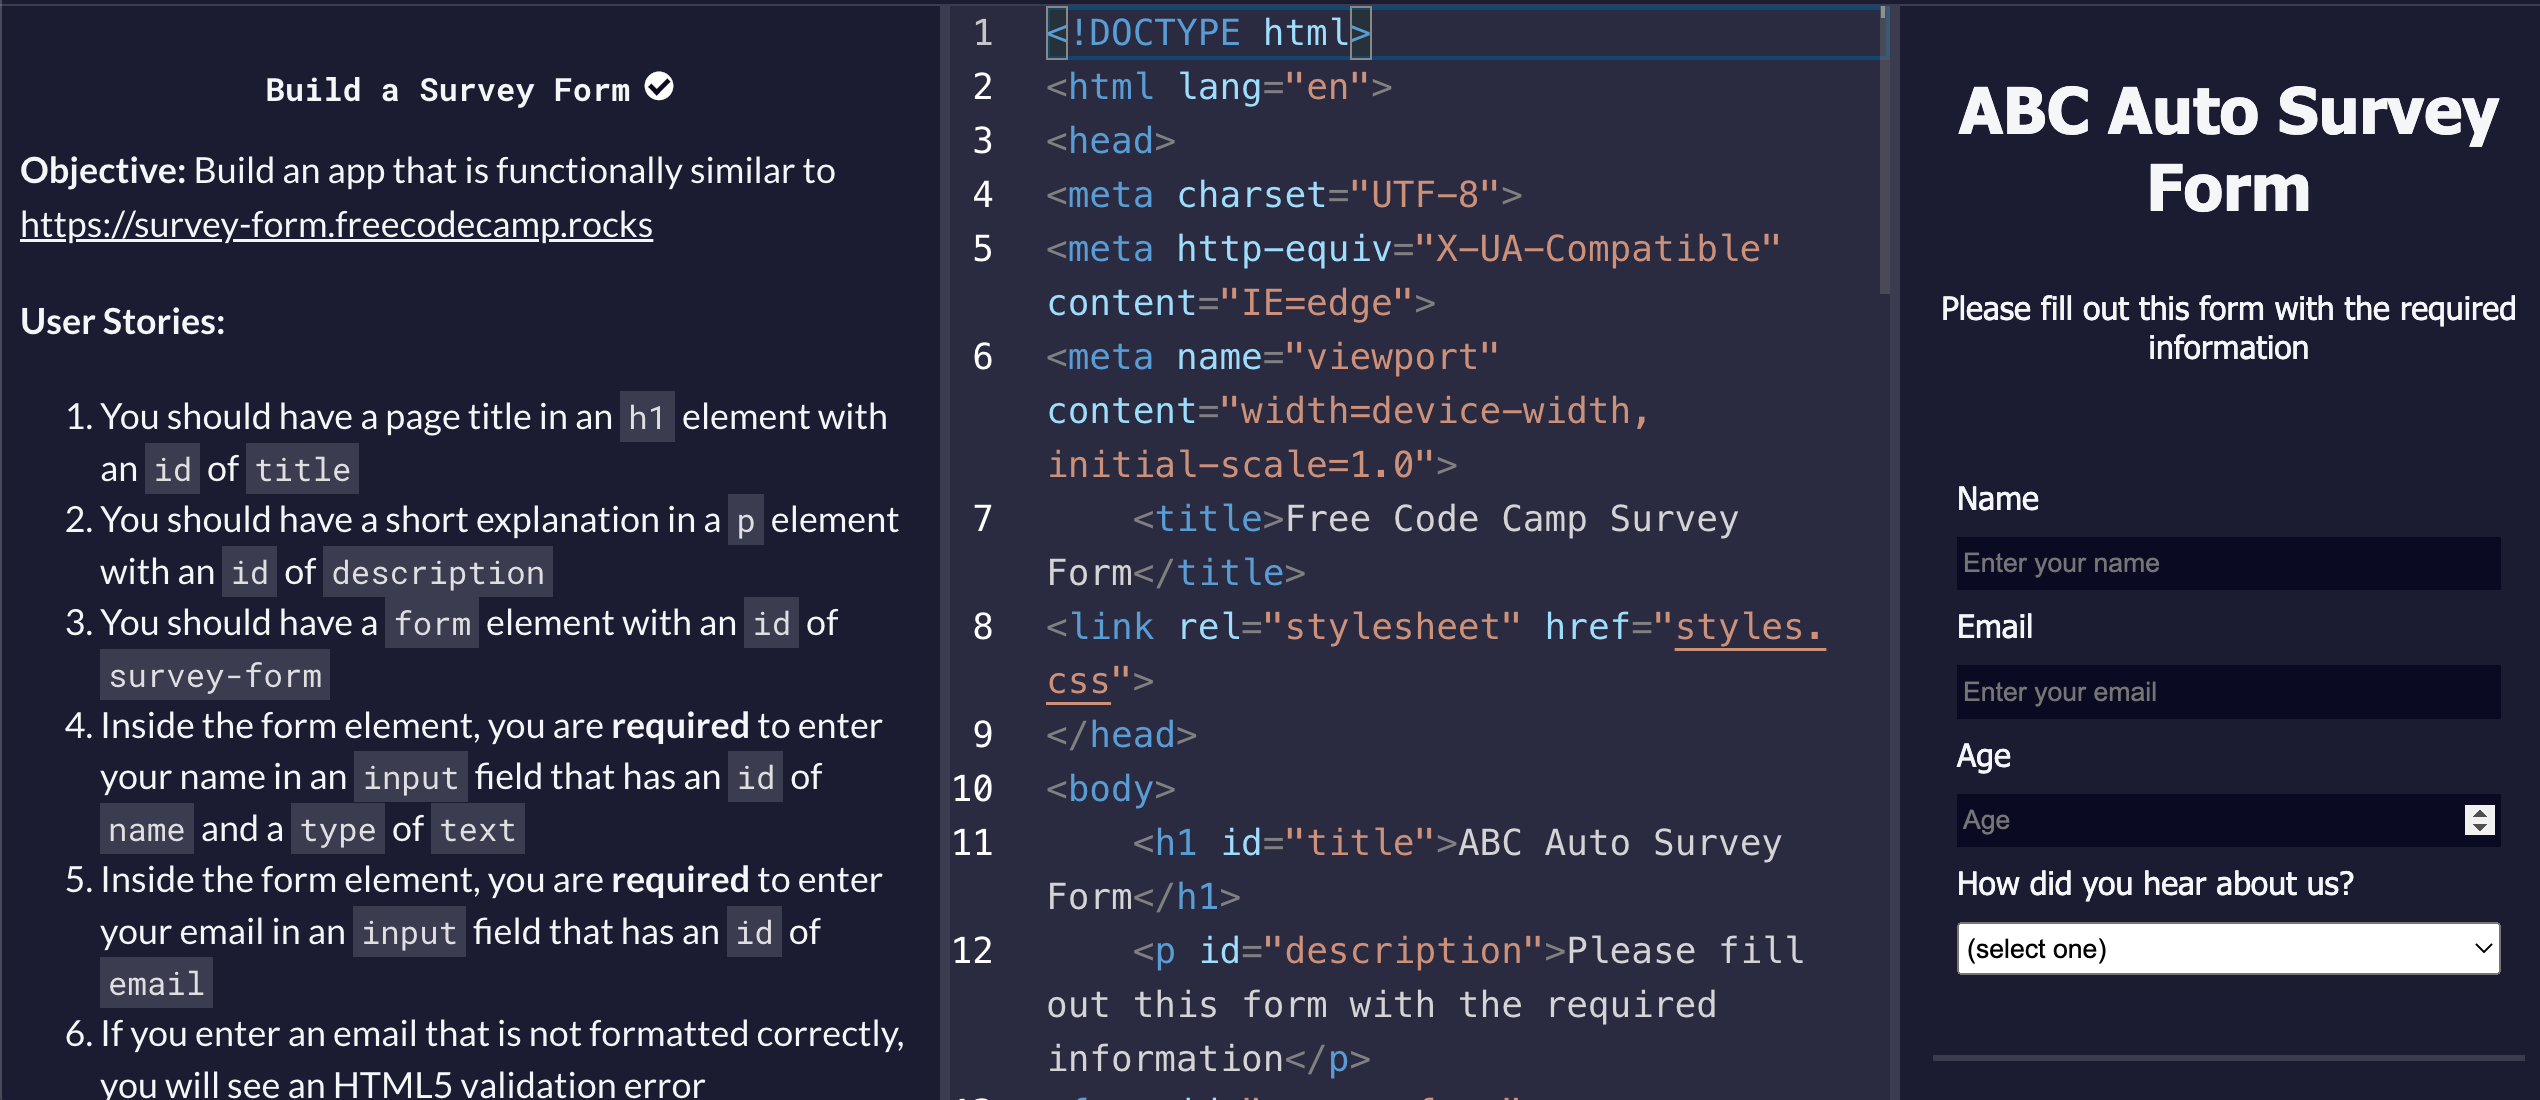 Build a Survey Form
Objective: Build an app that is functionally similar to
https://survey-form.freecodecamp.rocks
User Stories:
1. You should have a page title in an h1 element with
an id of title
2. You should have a short explanation in a p element
with an id of description
3. You should have a form element with an id of
survey-form
4. Inside the form element, you are required to enter
your name in an input field that has an id of
name and a type of text
5. Inside the form element, you are required to enter
your email in an input field that has an id of
email
6. If you enter an email that is not formatted correctly,
you will see an HTML5 validation error
1 <!DOCTYPE html>
2 <html lang="en">
3 <head>
4 <meta charset="UTF-8">
5 <meta http-equiv="X-UA-Compatible"
content="IE=edge">
6 <meta name="viewport"
content="width=device-width,
initial-scale=1.0">
7 <title>Free Code Camp Survey
Form</title>
8 <link rel="stylesheet" href="styles.
css">
9 </head>
10 <body>
11 <h1 id="title">ABC Auto Survey
Form</h1>
12 <p id="description">Please fill
out this form with the required
information</p>
ABC Auto Survey
Form
Please fill out this form with the required
information
Name
Enter your name
Email
Enter your email
Age
Age
How did you hear about us?
(select one)